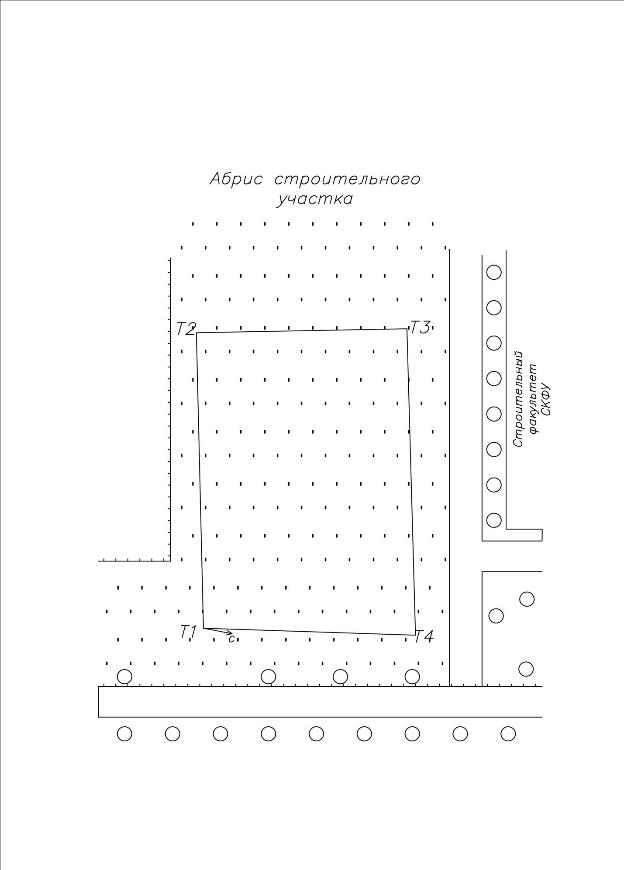 Абрис строительного
участка
Т2
Т3
Строительный
факультет
СКФУ
Т1
с
Т4